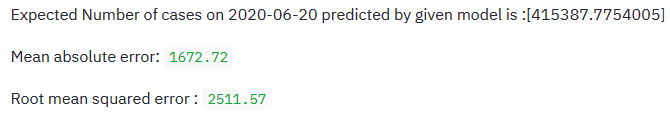 Expected Number of cases on 2020-06-20 predicted by given model is :[415387.7754005]
Mean absolute error: 1672.72
Root mean squared error : 2511.57